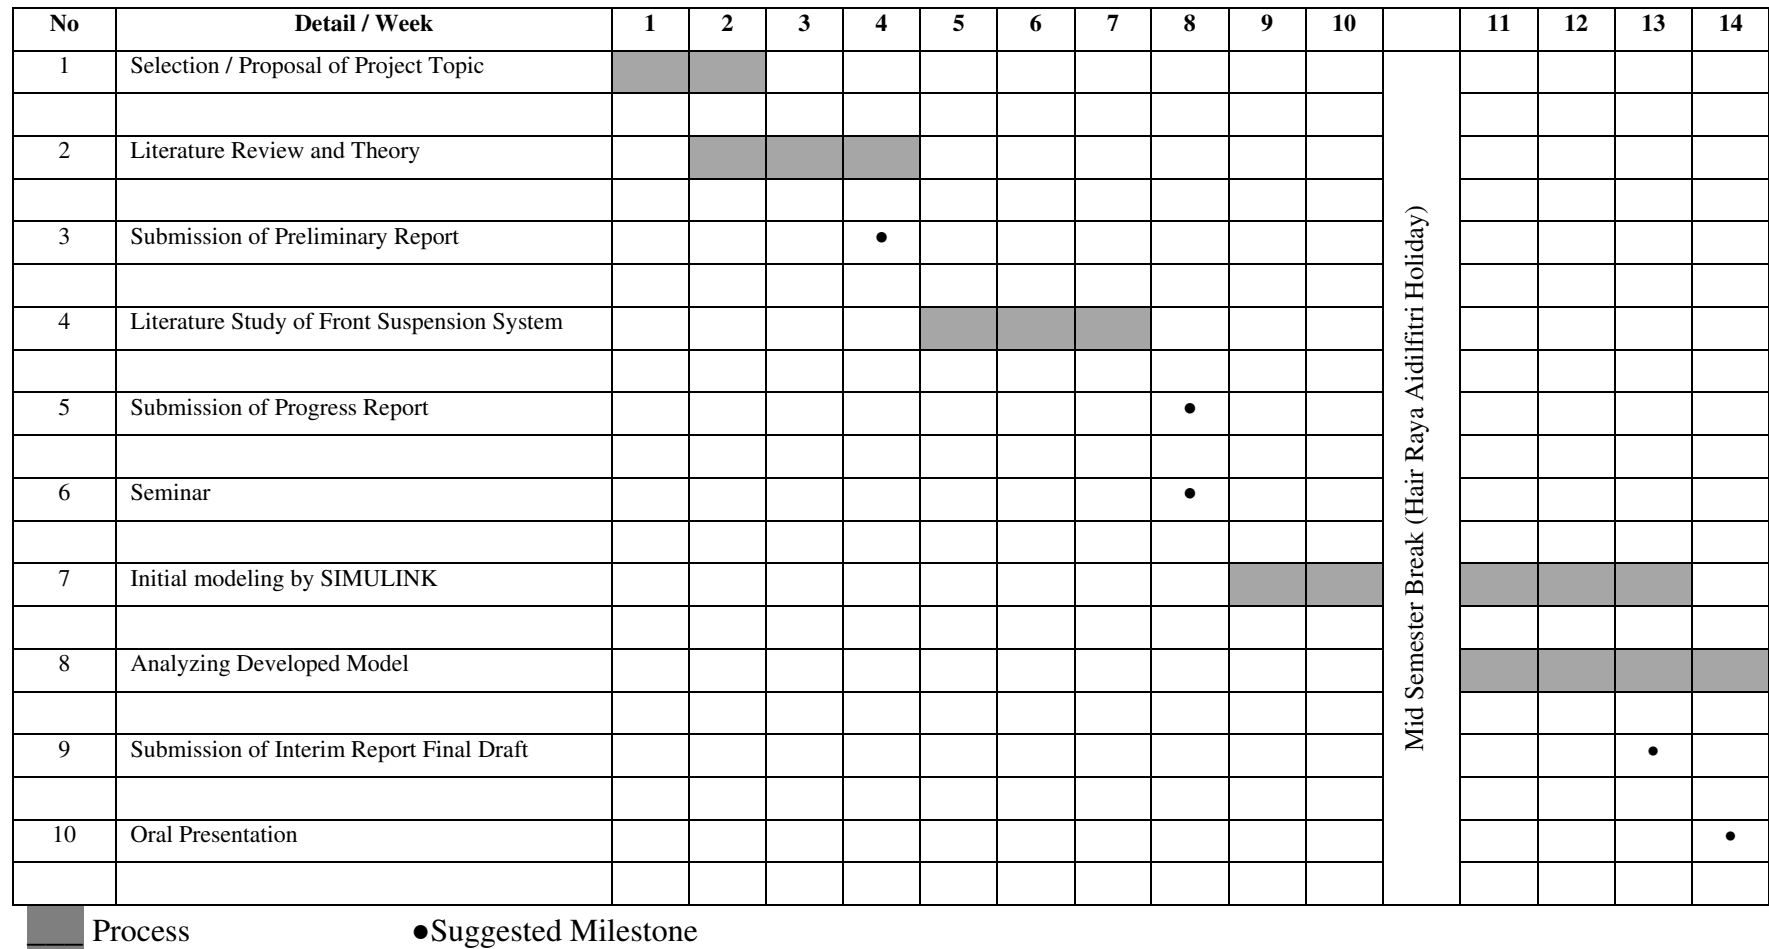 No Detail / Week 1 2 3 4 5 6 7 8 9 10 11 12 13 14
1 Selection / Proposal of Project Topic
2 Literature Review and Theory
3 Submission of Preliminary Report ●
4 Literature Study of Front Suspension System
5 Submission of Progress Report ●
6 Seminar ●
7 Initial modeling by SIMULINK
8 Analyzing Developed Model
9 Submission of Interim Report Final Draft ●
10 Oral Presentation ●
Mid Semester Break (Hair Raya Aidilfitri Holiday)
Process ●Suggested Milestone